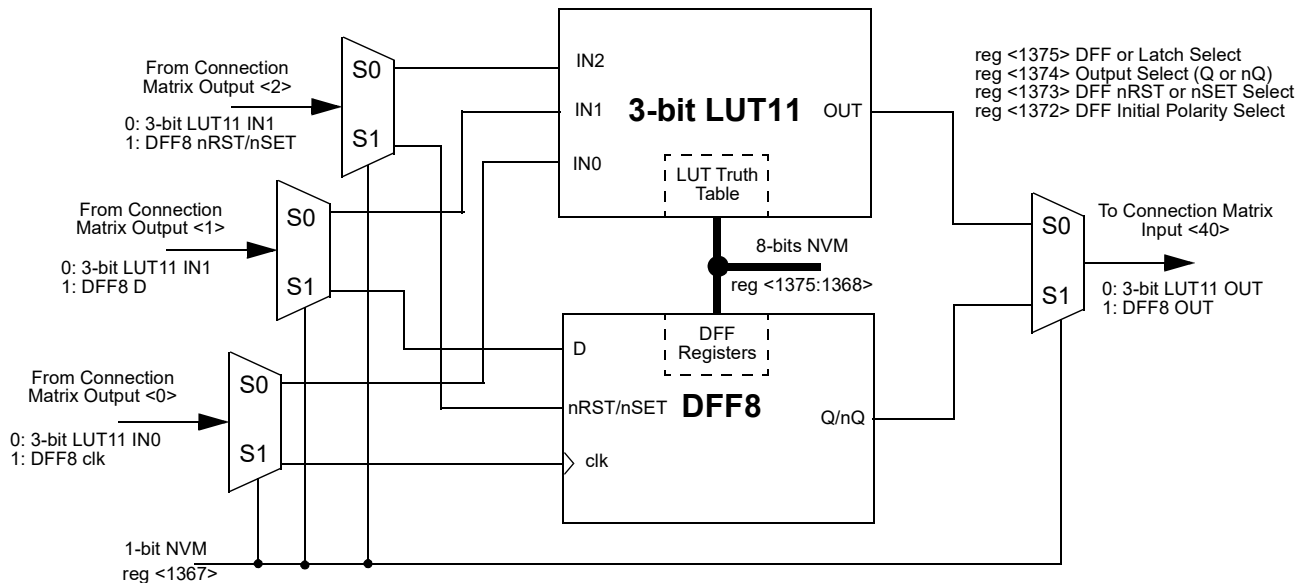 From Connection
Matrix Output <2>
0: 3-bit LUT11 IN1
1: DFF8 nRST/nSET
S0
S1
From Connection
Matrix Output <1>
0: 3-bit LUT11 IN1
1: DFF8 D
S0
S1
From Connection
Matrix Output <0>
0: 3-bit LUT11 IN0
1: DFF8 clk
S0
S1
1-bit NVM
reg <1367>
IN2
IN1
IN0
3-bit LUT11
OUT
LUT Truth
Table
8-bits NVM
reg <1375:1368>
DFF
Registers
D
nRST/nSET
clk
DFF8
Q/nQ
reg <1375> DFF or Latch Select
reg <1374> Output Select (Q or nQ)
reg <1373> DFF nRST or nSET Select
reg <1372> DFF Initial Polarity Select
S0
S1
To Connection Matrix
Input <40>
0: 3-bit LUT11 OUT
1: DFF8 OUT